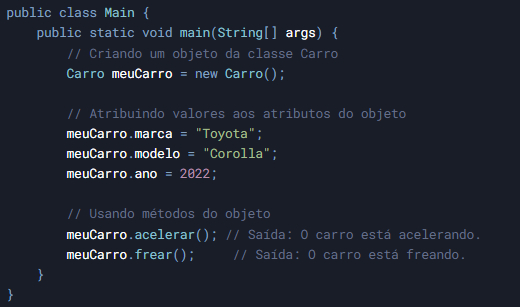 public class Main {
    public static void main(String[] args) {
        // Criando um objeto da classe Carro
        Carro meuCarro = new Carro();

        // Atribuindo valores aos atributos do objeto
        meuCarro.marca = "Toyota";
        meuCarro.modelo = "Corolla";
        meuCarro.ano = 2022;

        // Usando métodos do objeto
        meuCarro.acelerar(); // Saída: O carro está acelerando.
        meuCarro.frear();     // Saída: O carro está freando.
    }
}